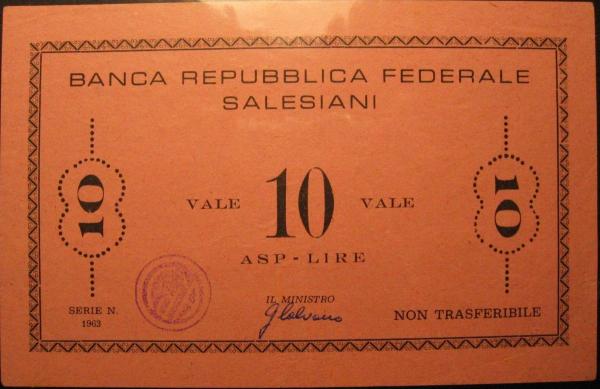 BANCA REPUBBLICA FEDERALE
SALESIANI
10
VALE 10 VALE
10
ASP - LIRE
SERIE N.
1963
IL MINISTRO
NON TRASFERIBILE